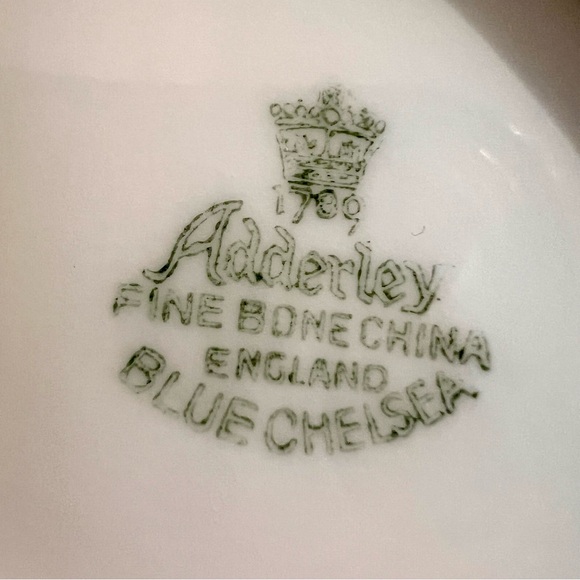 1789
Adderley
FINE BONE CHINA
ENGLAND
BLUE CHELSEA